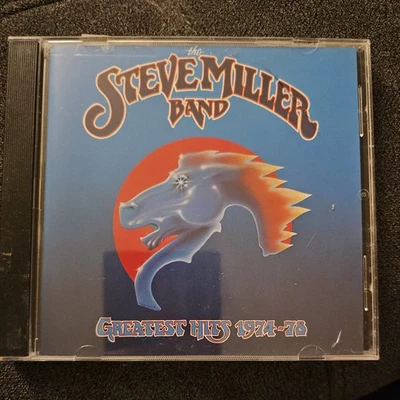 the
STEVE MILLER
BAND
GREATEST HITS 1974-78